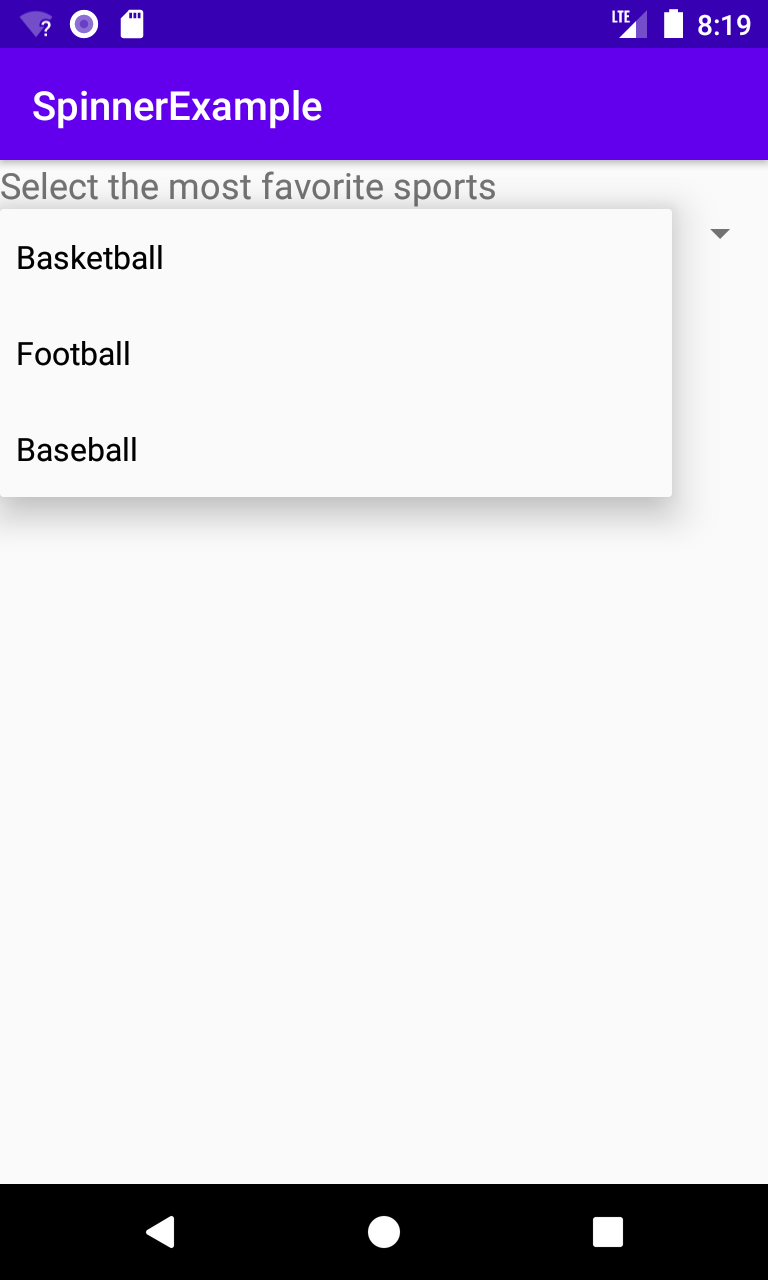 LTE 8:19
SpinnerExample
Select the most favorite sports
Basketball
Football
Baseball